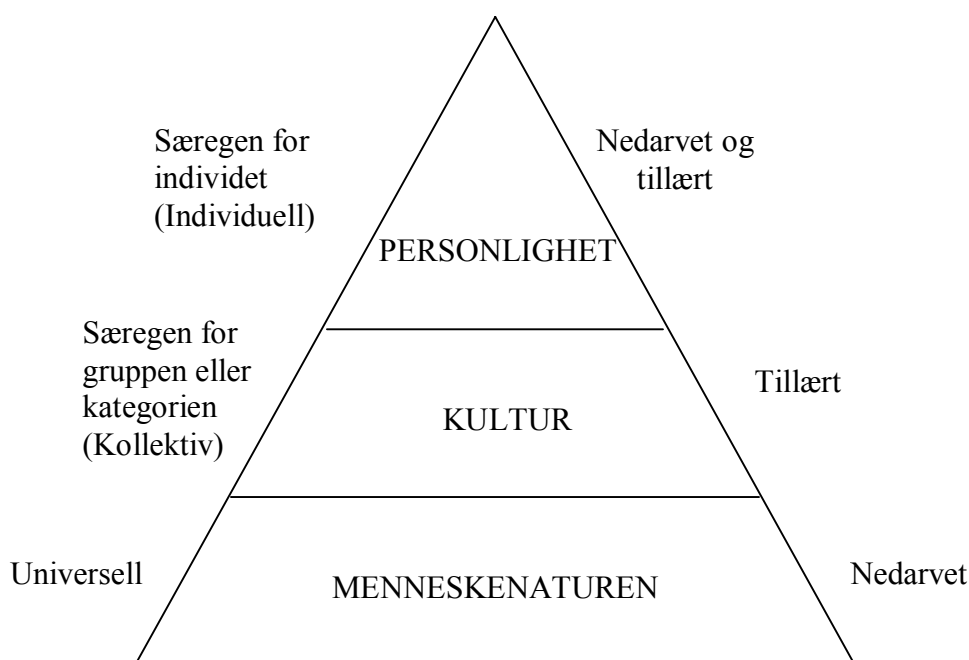 Særegen for
individet
(Individuell)
Nedarvet og
tillært
PERSONLIGHET
Særegen for
gruppen eller
kategorien
(Kollektiv)
Tillært
KULTUR
Universell
MENNESKENATUREN
Nedarvet